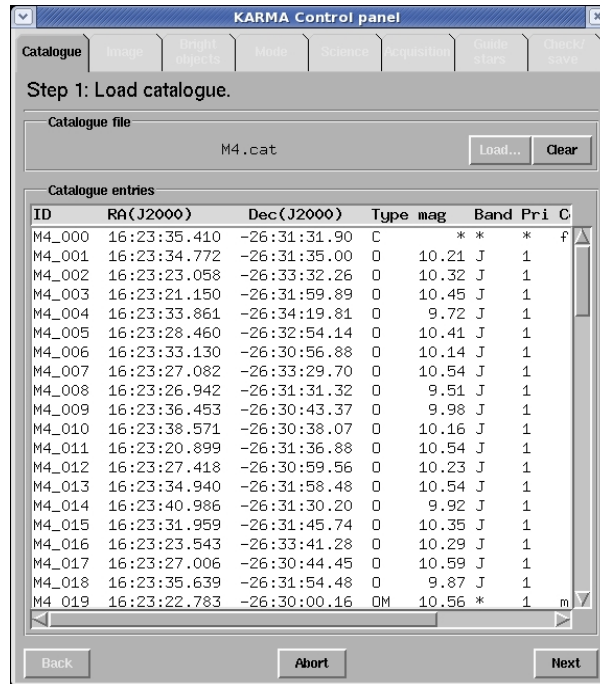 KARMA Control panel
Catalogue Image Bright objects Mode Science Acquisition Guide stars Check/ save
Step 1: Load catalogue.
Catalogue file
M4.cat Load... Clear
Catalogue entries
ID RA(J2000) Dec(J2000) Type mag Band Pri C
M4_000 16:23:35.410 -26:31:31.90 C * * * f
M4_001 16:23:34.772 -26:31:35.00 O 10.21 J 1
M4_002 16:23:23.058 -26:33:32.26 O 10.32 J 1
M4_003 16:23:21.150 -26:31:59.89 O 10.45 J 1
M4_004 16:23:33.861 -26:34:19.81 O 9.72 J 1
M4_005 16:23:28.460 -26:32:54.14 O 10.41 J 1
M4_006 16:23:33.130 -26:30:56.88 O 10.14 J 1
M4_007 16:23:27.082 -26:33:29.70 O 10.54 J 1
M4_008 16:23:26.942 -26:31:31.32 O 9.51 J 1
M4_009 16:23:36.453 -26:30:43.37 O 9.98 J 1
M4_010 16:23:38.571 -26:30:38.07 O 10.16 J 1
M4_011 16:23:20.899 -26:31:36.88 O 10.54 J 1
M4_012 16:23:27.418 -26:30:59.56 O 10.23 J 1
M4_013 16:23:34.940 -26:31:58.48 O 10.54 J 1
M4_014 16:23:40.986 -26:31:30.20 O 9.92 J 1
M4_015 16:23:31.959 -26:31:45.74 O 10.35 J 1
M4_016 16:23:23.543 -26:33:41.28 O 10.29 J 1
M4_017 16:23:27.006 -26:30:44.45 O 10.59 J 1
M4_018 16:23:35.639 -26:31:54.48 O 9.87 J 1
M4_019 16:23:22.783 -26:30:00.16 OM 10.56 * 1 m
Back Abort Next